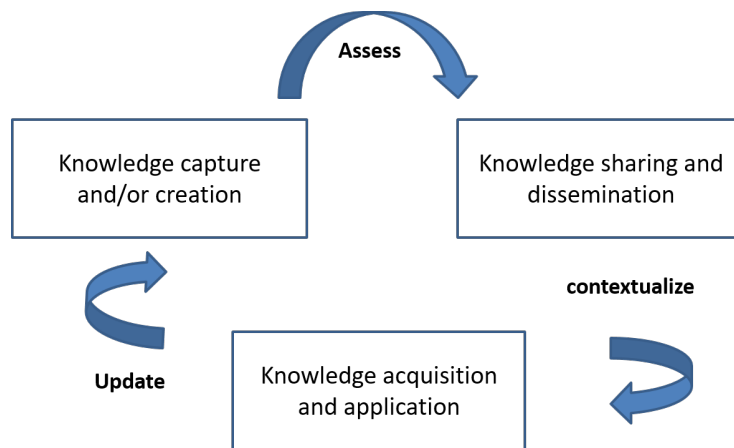 Assess
Knowledge capture
and/or creation
Knowledge sharing and
dissemination
contextualize
Update
Knowledge acquisition
and application